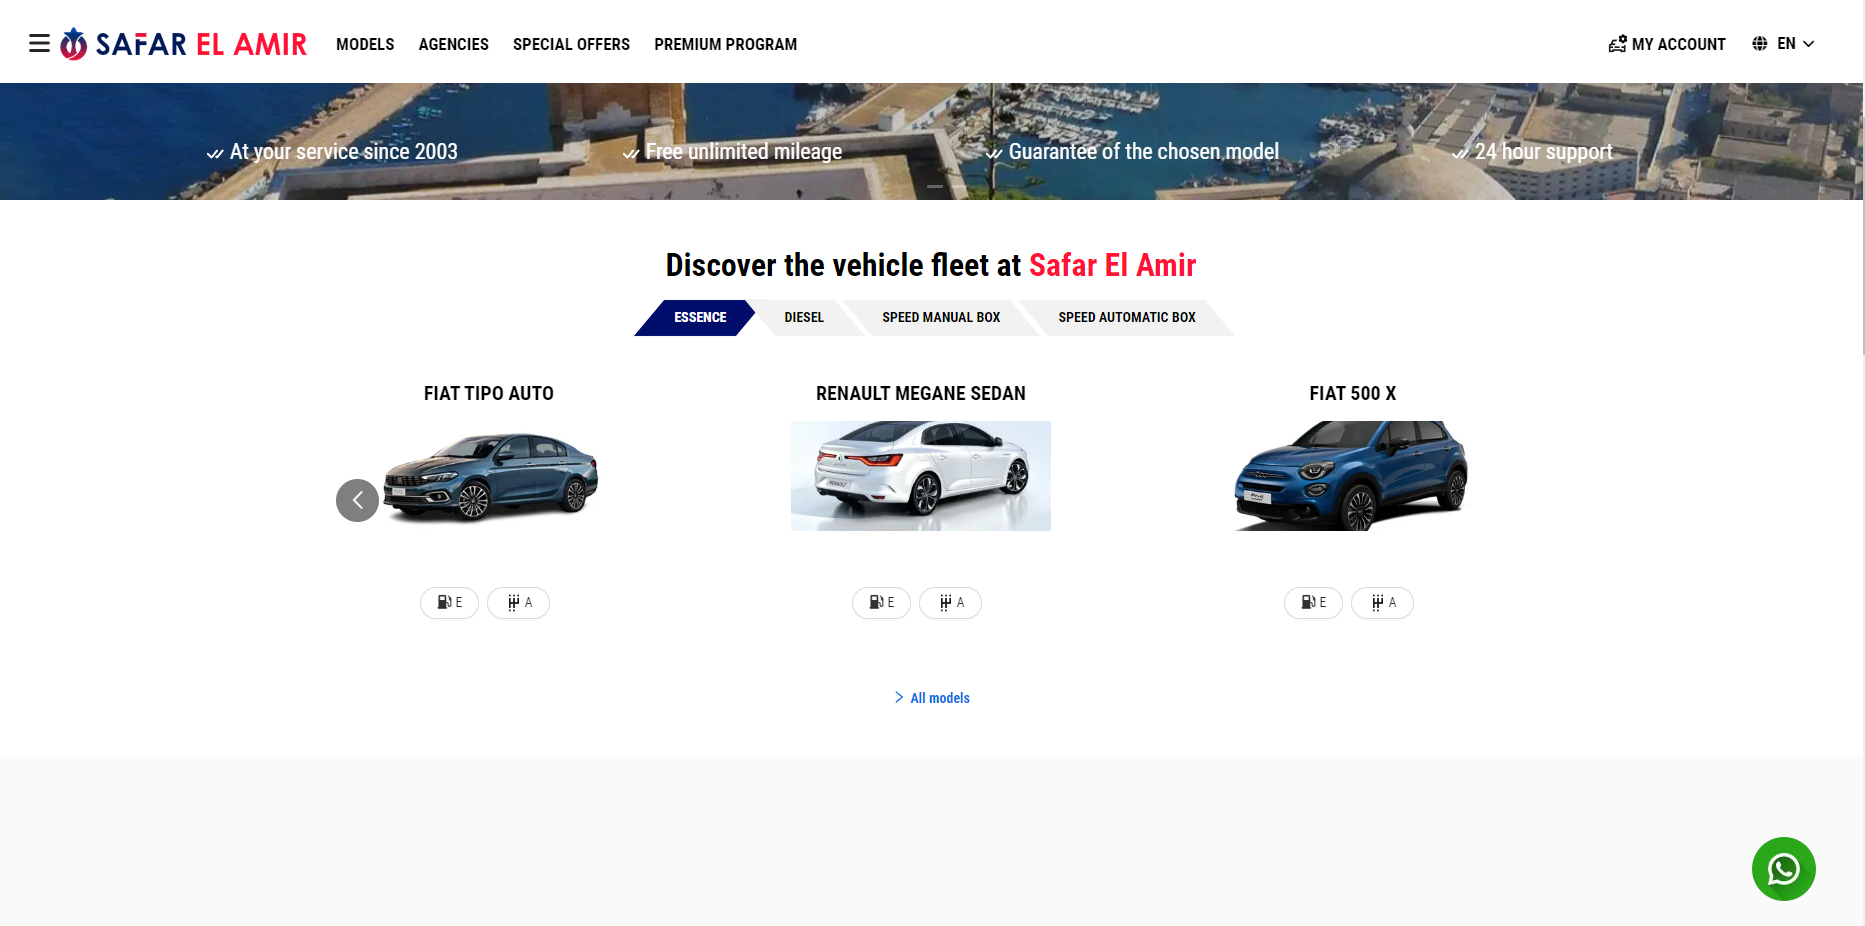 SAFAR EL AMIR
MODELS
AGENCIES
SPECIAL OFFERS
PREMIUM PROGRAM
MY ACCOUNT
EN
At your service since 2003
Free unlimited mileage
Guarantee of the chosen model
24 hour support
Discover the vehicle fleet at Safar El Amir
ESSENCE
DIESEL
SPEED MANUAL BOX
SPEED AUTOMATIC BOX
FIAT TIPO AUTO
RENAULT MEGANE SEDAN
FIAT 500 X
RENAULT
E
A
E
A
E
A
All models